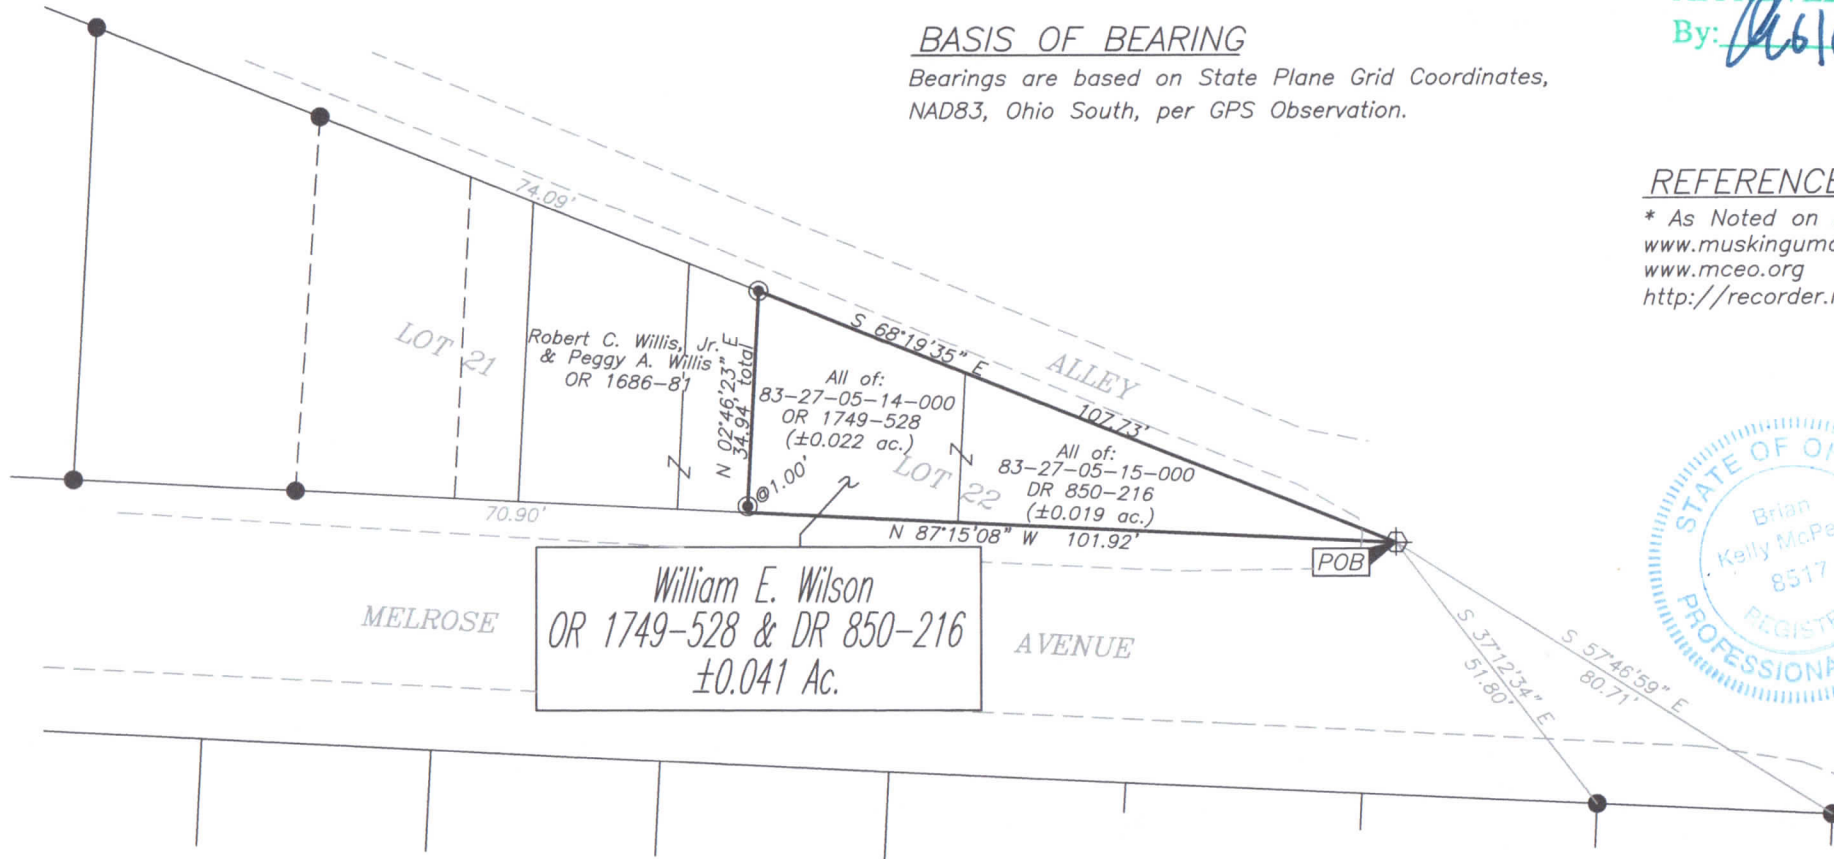 BASIS OF BEARING
Bearings are based on State Plane Grid Coordinates,
NAD83, Ohio South, per GPS Observation.
By:
REFERENCE
* As Noted on
www.mceo.org
74.09'
LOT 21
Robert C. Willis, Jr.
& Peggy A. Willis
OR 1686-81
N 02°46'23" E
34.94' total
@1.00'
S 68°19'35" E
107.73'
ALLEY
All of:
83-27-05-14-000
OR 1749-528
(±0.022 ac.)
LOT 22
All of:
83-27-05-15-000
DR 850-216
(±0.019 ac.)
70.90'
N 87°15'08" W 101.92'
POB
William E. Wilson
OR 1749-528 & DR 850-216
±0.041 Ac.
MELROSE
AVENUE
S 37°12'34" E
51.80'
S 57°46'59" E
80.71'
STATE OF
Brian
Kelly
8517